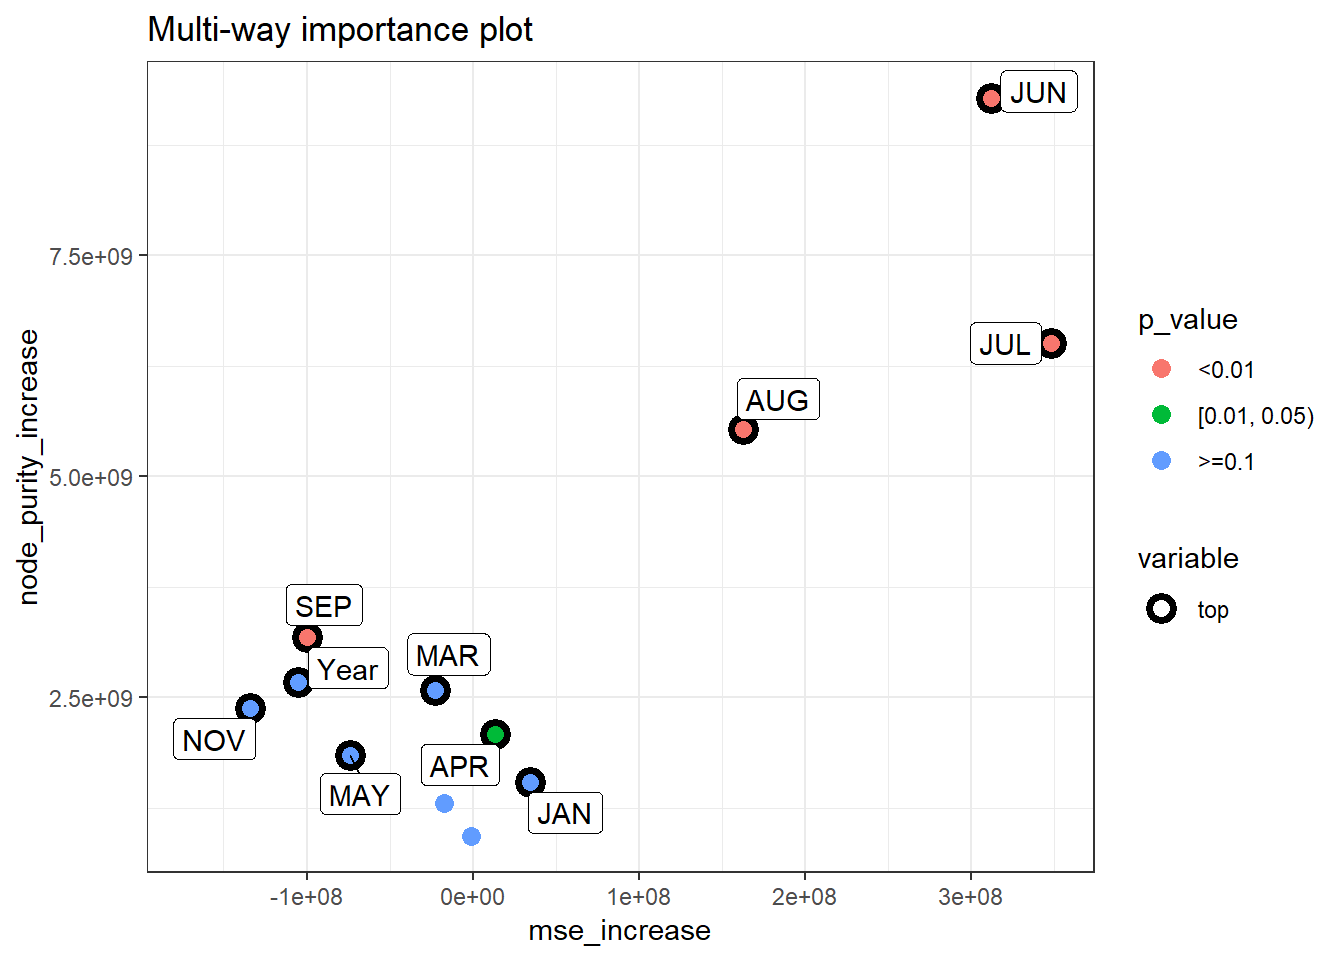 Multi-way importance plot
JUN
JUL
AUG
SEP
Year
MAR
NOV
APR
MAY
JAN
7.5e+09
5.0e+09
2.5e+09
node_purity_increase
-1e+08
0e+00
1e+08
2e+08
3e+08
mse_increase
p_value
<0.01
[0.01, 0.05)
>=0.1
variable
top